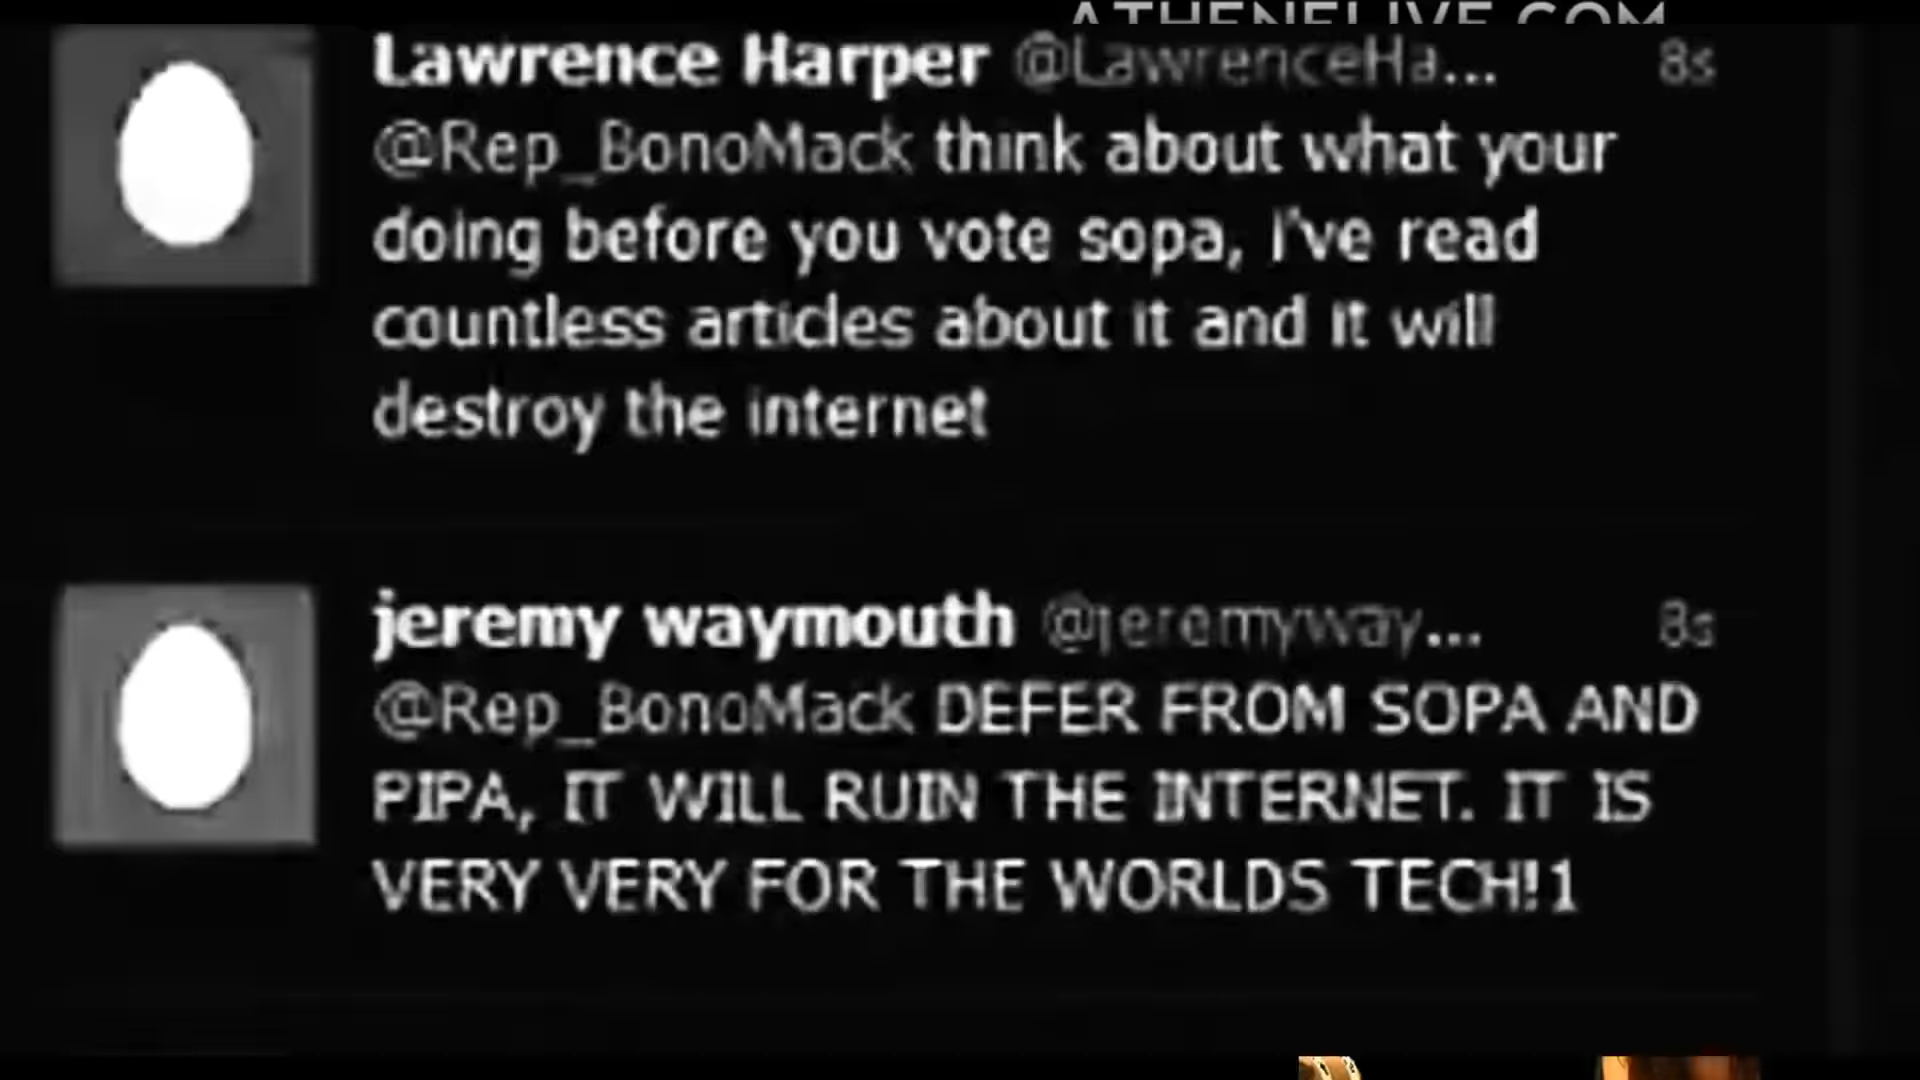 ATHENELIVE.COM
Lawrence Harper @LawrenceHa... 8s
@Rep_BonoMack think about what your
doing before you vote sopa, i've read
countless articles about it and it will
destroy the internet
jeremy waymouth @jeremyway... 8s
@Rep_BonoMack DEFER FROM SOPA AND
PIPA, IT WILL RUIN THE INTERNET. IT IS
VERY VERY FOR THE WORLDS TECH!1